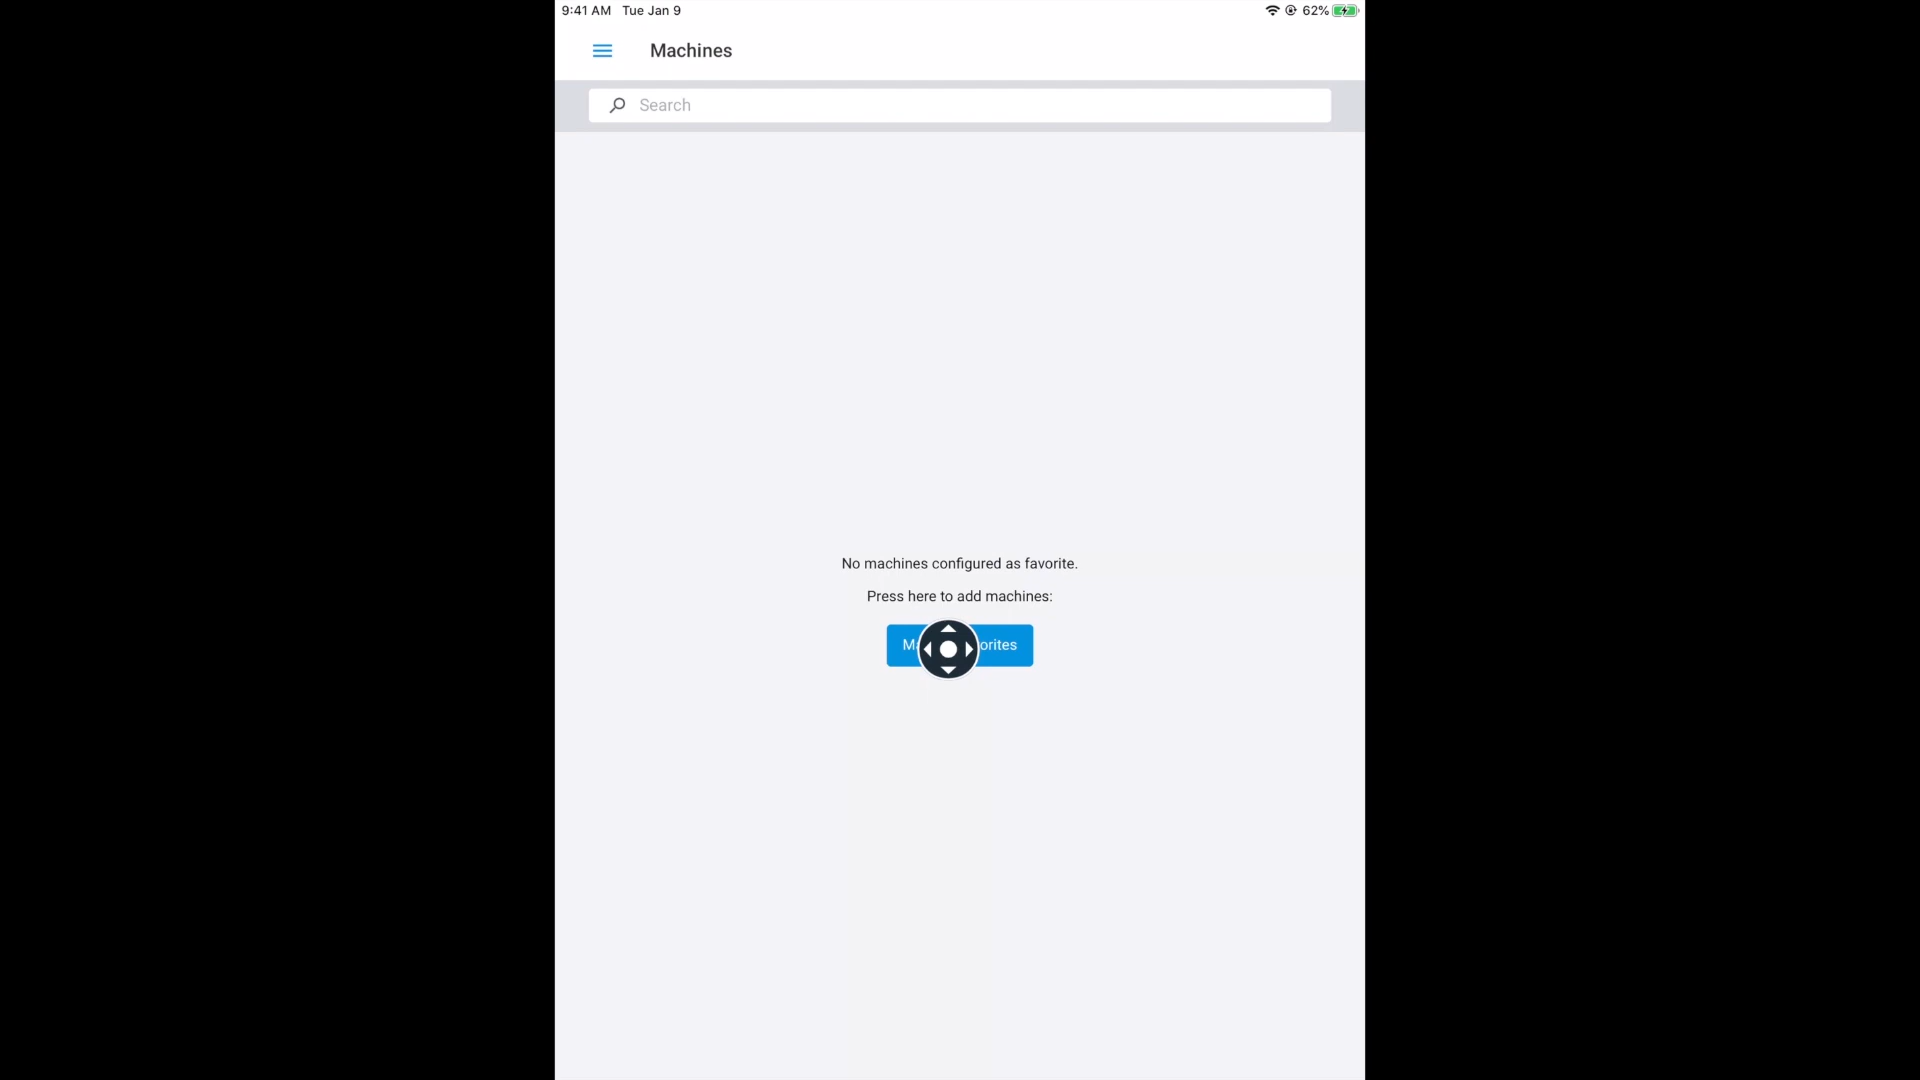 9:41 AM Tue Jan 9
62%
Machines
Search
No machines configured as favorite.
Press here to add machines: